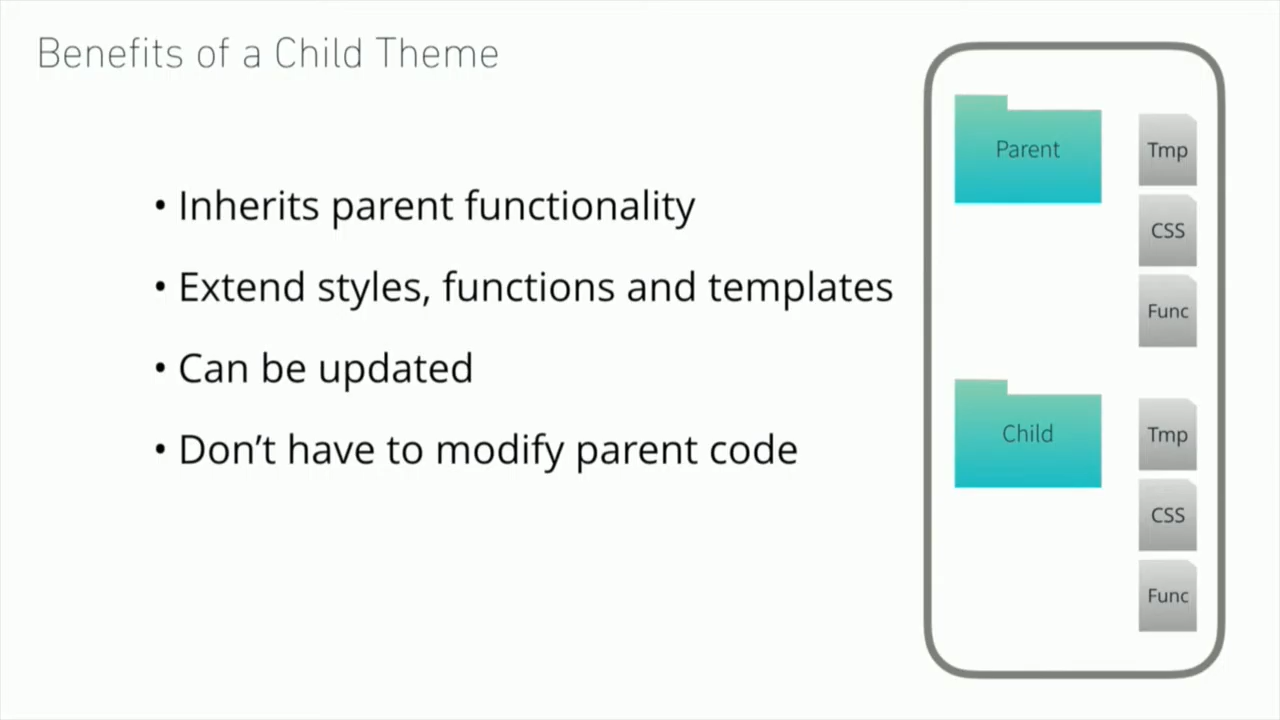 Benefits of a Child Theme
• Inherits parent functionality
• Extend styles, functions and templates
• Can be updated
• Don’t have to modify parent code
Parent
Tmp
CSS
Func
Child
Tmp
CSS
Func